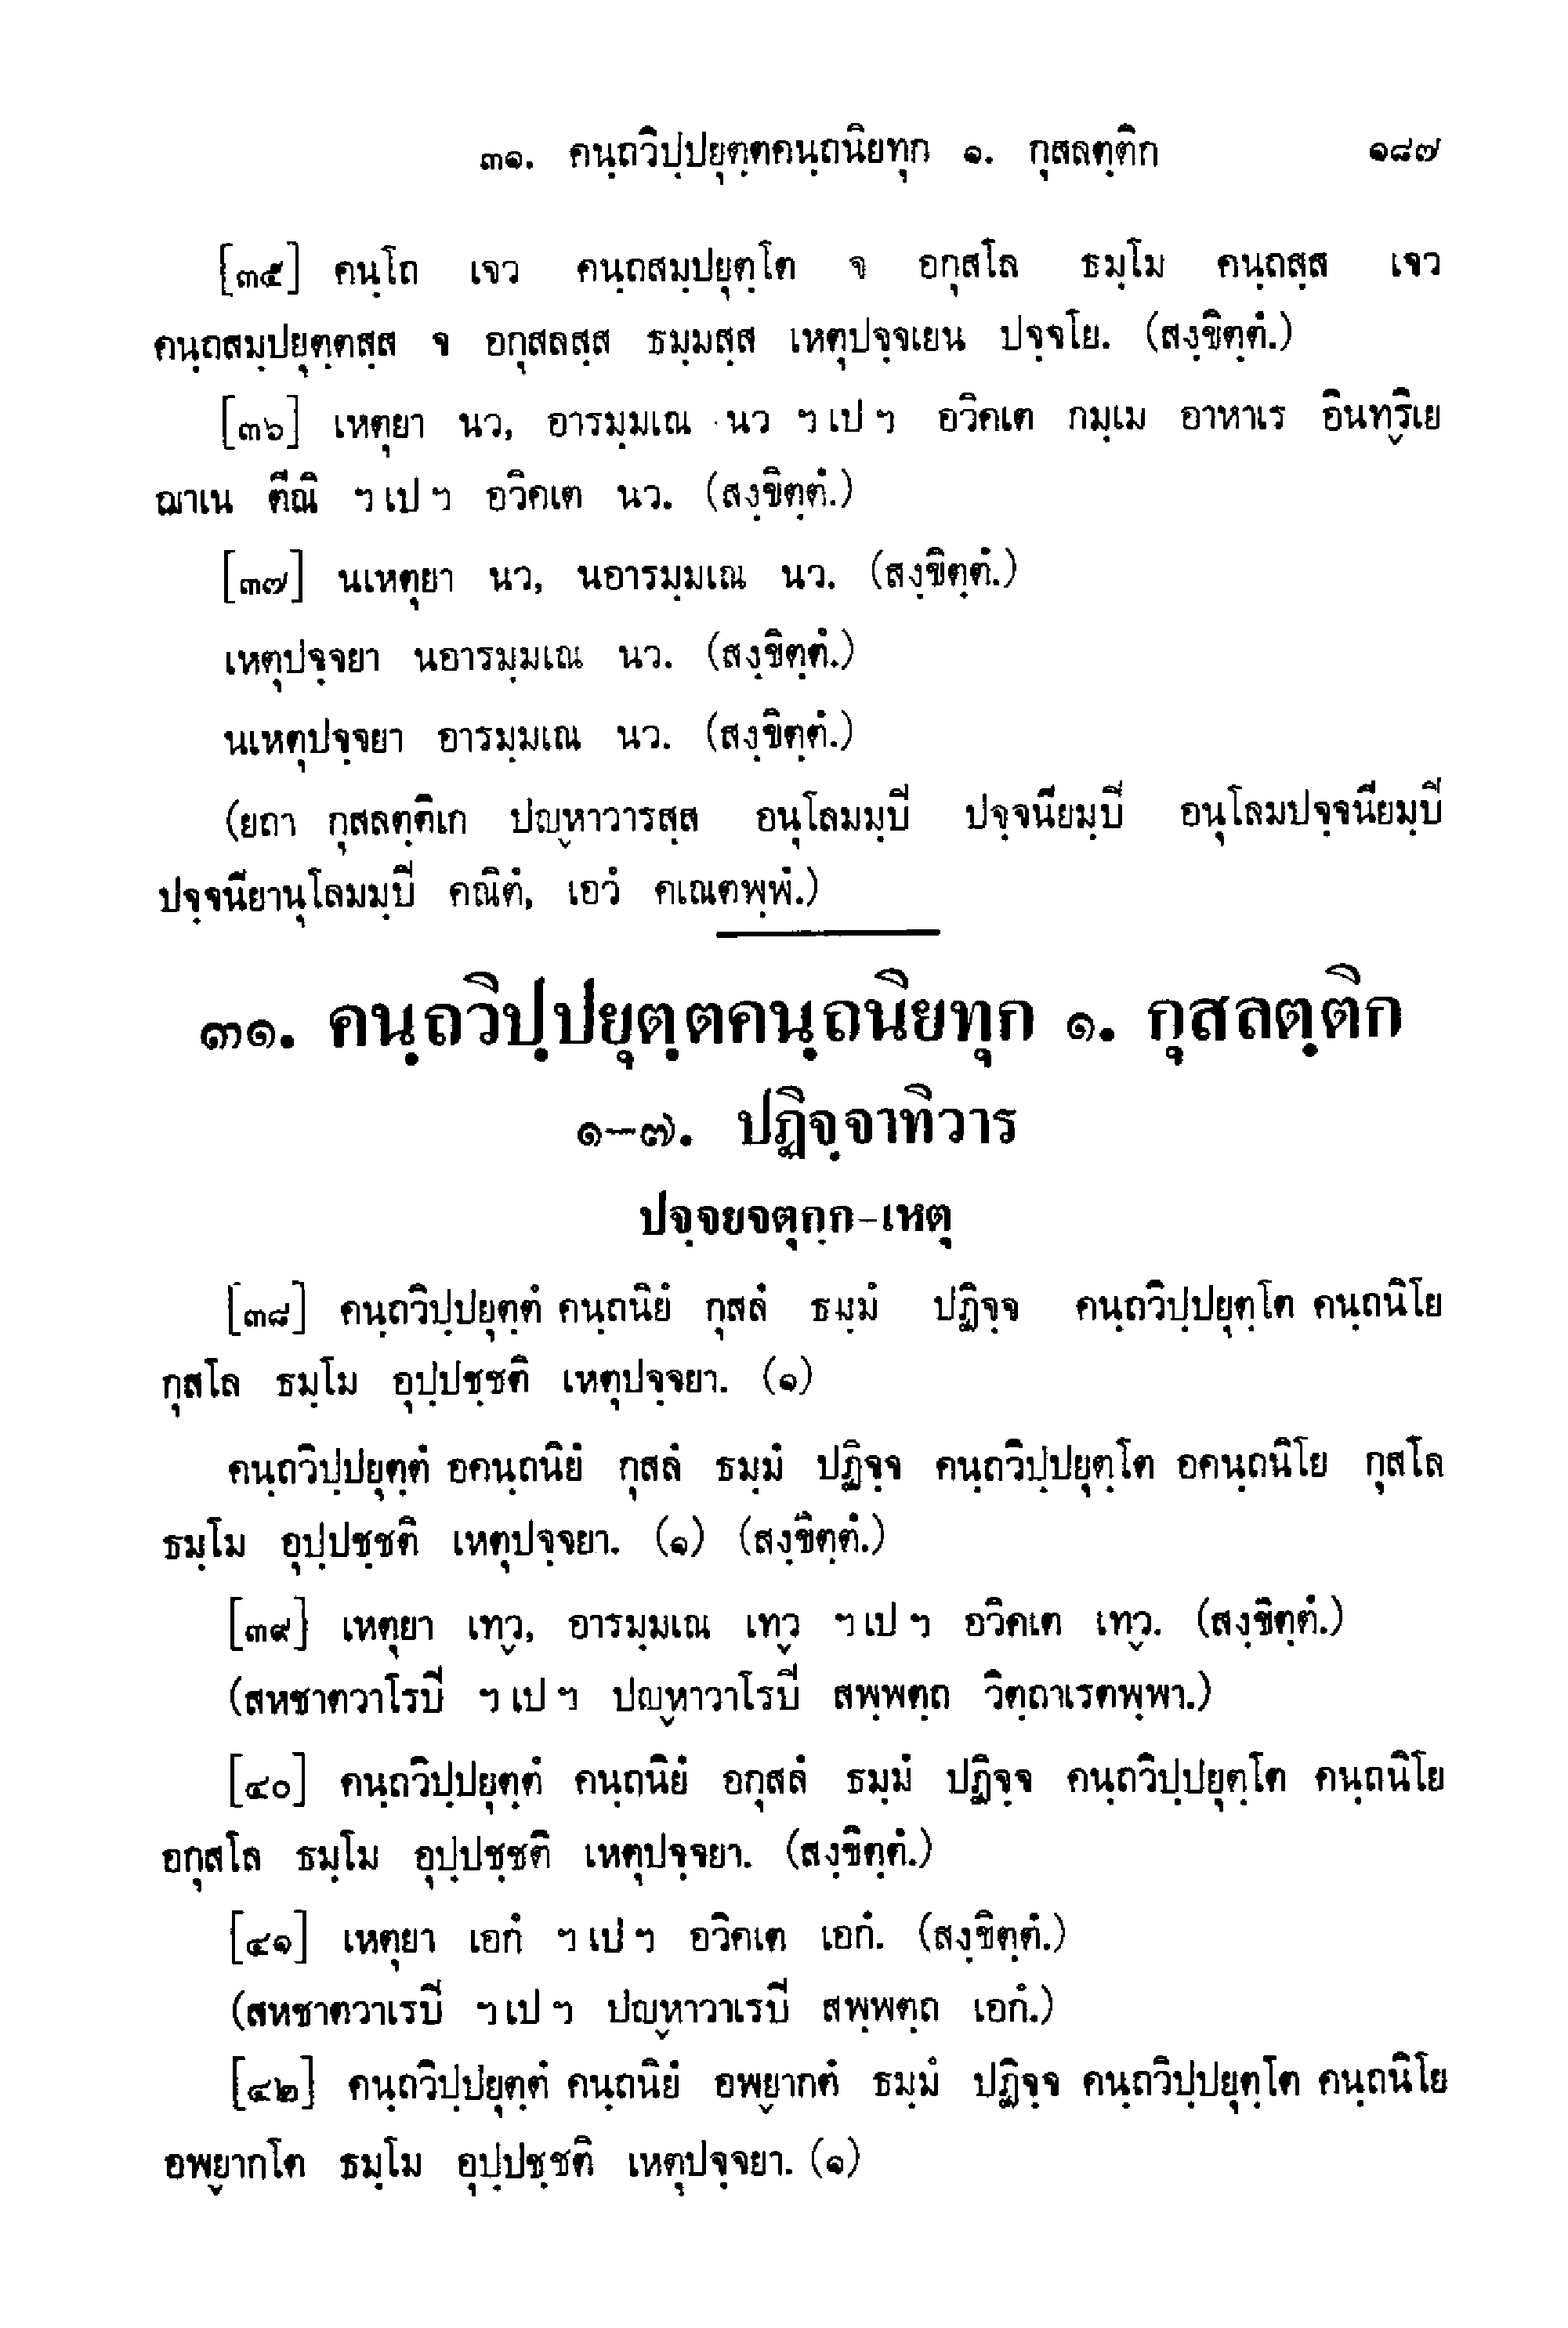 ๓๑. คนฺถวิปฺปยุตฺตคนฺถนิยทุก ๑. กุสลตฺติก ๑๘๗
[๓๕] คนฺโถ เจว คนฺถสมฺปยุตฺโต จ อกุสโล ธมฺโม คนฺถสฺส เจว
คนฺถสมฺปยุตฺตสฺส จ อกุสลสฺส ธมฺมสฺส เหตุปจฺจเยน ปจฺจโย. (สงฺขิตฺตํ.)
[๓๖] เหตุยา นว, อารมฺมเณ นว ฯ เป ฯ อวิคเต กมฺเม อาหาเร อินฺทฺริเย
ฌาเน ตีณิ ฯ เป ฯ อวิคเต นว. (สงฺขิตฺตํ.)
[๓๗] นเหตุยา นว, นอารมฺมเณ นว. (สงฺขิตฺตํ.)
เหตุปจฺจยา นอารมฺมเณ นว. (สงฺขิตฺตํ.)
นเหตุปจฺจยา อารมฺมเณ นว. (สงฺขิตฺตํ.)
(ยถา กุสลตฺติเก ปญฺหาวารสฺส อนุโลมมฺปิ ปจฺจนียมฺปิ อนุโลมปจฺจนียมฺปิ
ปจฺจนียานุโลมมฺปิ คณิตํ, เอวํ คเณตพฺพํ.)
๓๑. คนฺถวิปฺปยุตฺตคนฺถนิยทุก ๑. กุสลตฺติก
๑–๗. ปฏิจฺจาทิวาร
ปจฺจยจตุกฺก–เหตุ
[๓๘] คนฺถวิปฺปยุตฺตํ คนฺถนิยํ กุสลํ ธมฺมํ ปฏิจฺจ คนฺถวิปฺปยุตฺโต คนฺถนิโย
กุสโล ธมฺโม อุปฺปชฺชติ เหตุปจฺจยา. (๑)
คนฺถวิปฺปยุตฺตํ อคนฺถนิยํ กุสลํ ธมฺมํ ปฏิจฺจ คนฺถวิปฺปยุตฺโต อคนฺถนิโย กุสโล
ธมฺโม อุปฺปชฺชติ เหตุปจฺจยา. (๑) (สงฺขิตฺตํ.)
[๓๙] เหตุยา เทฺว, อารมฺมเณ เทฺว ฯ เป ฯ อวิคเต เทฺว. (สงฺขิตฺตํ.)
(สหชาตวาโรปิ ฯ เป ฯ ปญฺหาวาโรปิ สพฺพตฺถ วิตฺถาเรตพฺพา.)
[๔๐] คนฺถวิปฺปยุตฺตํ คนฺถนิยํ อกุสลํ ธมฺมํ ปฏิจฺจ คนฺถวิปฺปยุตฺโต คนฺถนิโย
อกุสโล ธมฺโม อุปฺปชฺชติ เหตุปจฺจยา. (สงฺขิตฺตํ.)
[๔๑] เหตุยา เอกํ ฯ เป ฯ อวิคเต เอกํ. (สงฺขิตฺตํ.)
(สหชาตวาเรปิ ฯ เป ฯ ปญฺหาวาเรปิ สพฺพตฺถ เอกํ.)
[๔๒] คนฺถวิปฺปยุตฺตํ คนฺถนิยํ อพฺยากตํ ธมฺมํ ปฏิจฺจ คนฺถวิปฺปยุตฺโต คนฺถนิโย
อพฺยากโต ธมฺโม อุปฺปชฺชติ เหตุปจฺจยา. (๑)